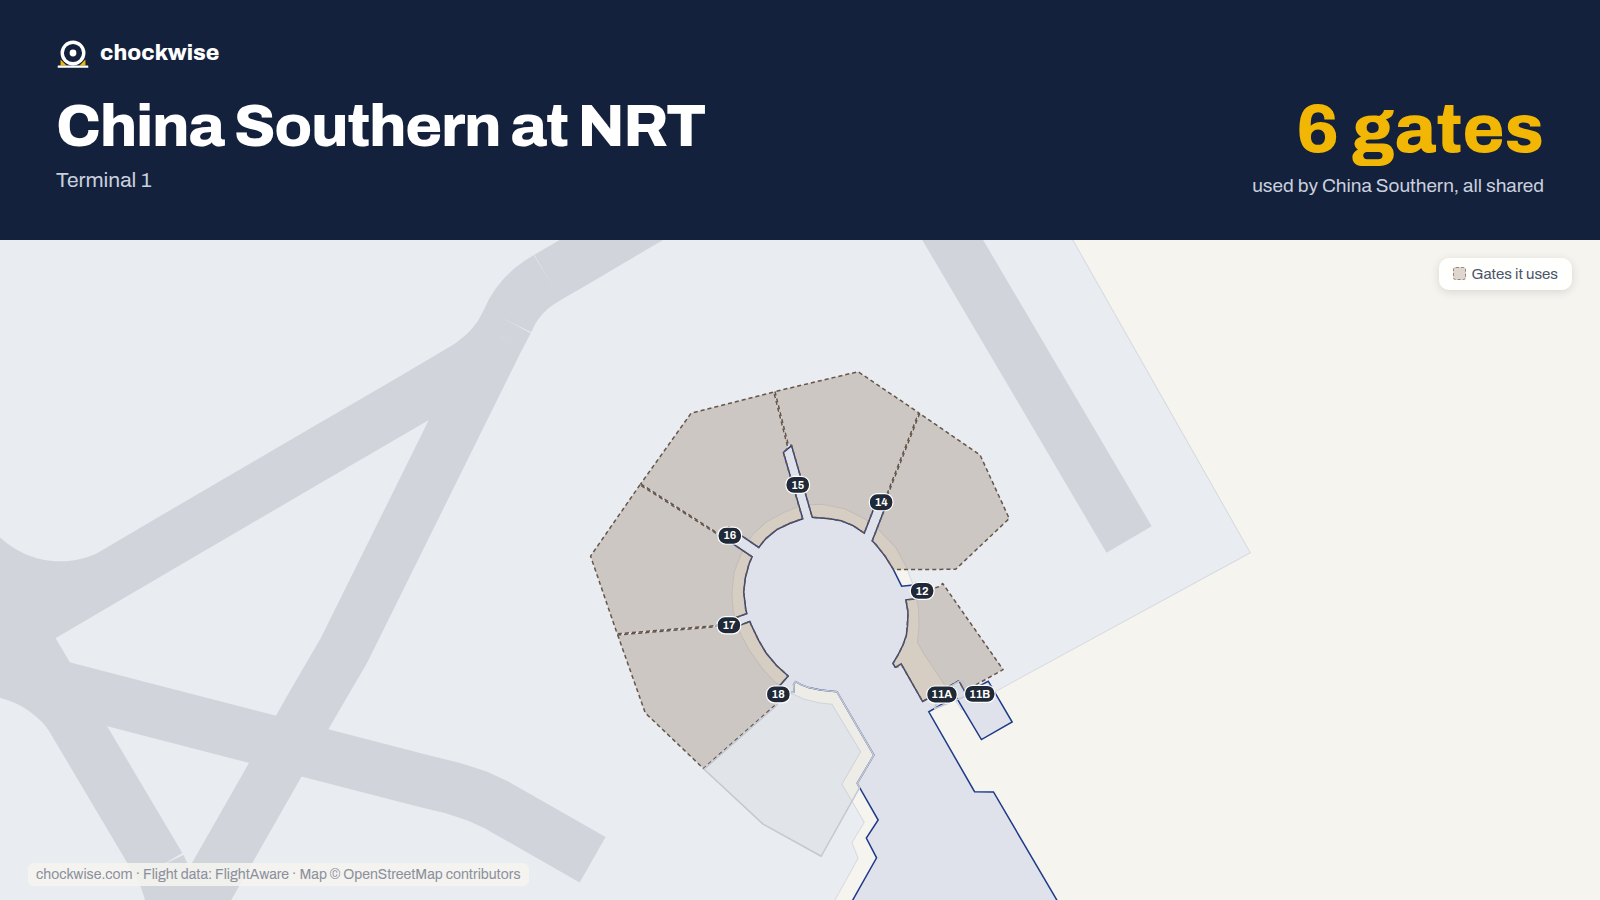 chockwise
China Southern at NRT
Terminal 1
6 gates
used by China Southern, all shared
Gates it uses
15
14
16
12
17
18
11A
11B
chockwise.com · Flight data: FlightAware · Map © OpenStreetMap contributors